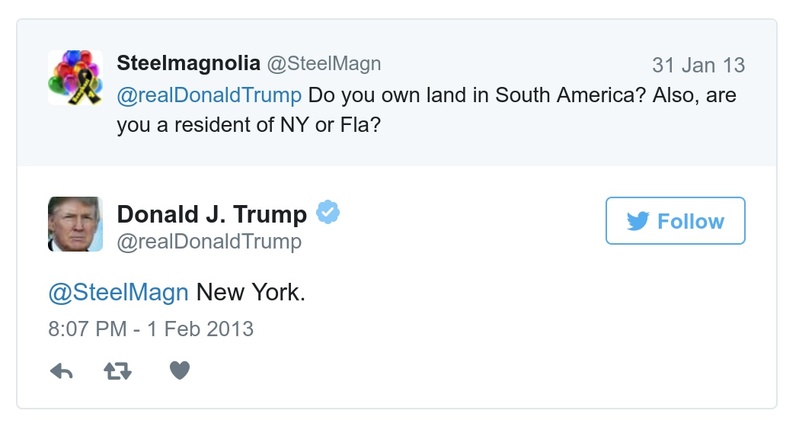 Steelmagnolia @SteelMagn 31 Jan 13
@realDonaldTrump Do you own land in South America? Also, are
you a resident of NY or Fla?
Donald J. Trump
@realDonaldTrump
Follow
@SteelMagn New York.
8:07 PM - 1 Feb 2013